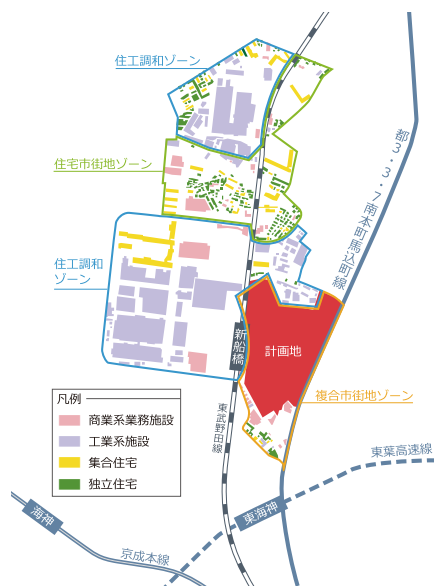 住工調和ゾーン
都3・3・7南本町馬込町線
住宅市街地ゾーン
住工調和
ゾーン
新船橋
計画地
複合市街地ゾーン
凡例
商業系業務施設
工業系施設
集合住宅
独立住宅
東武野田線
東葉高速線
海神
東海神
京成本線